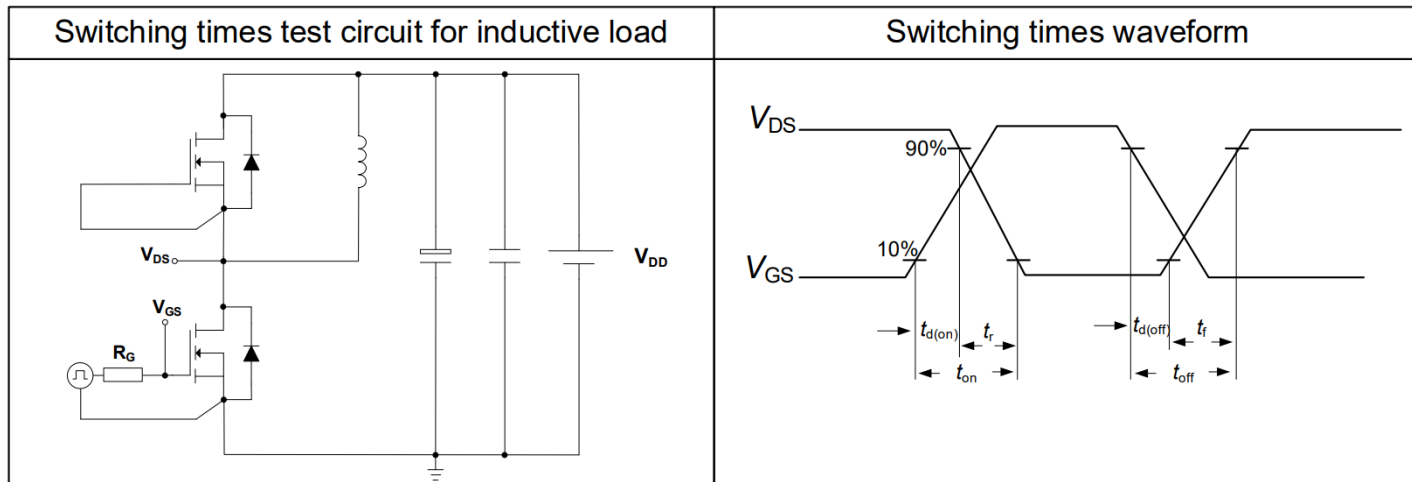 Switching times test circuit for inductive load
Switching times waveform
VDS
VGS
RG
VDD
VDS
90%
10%
VGS
td(on) tr
ton
td(off) tf
toff